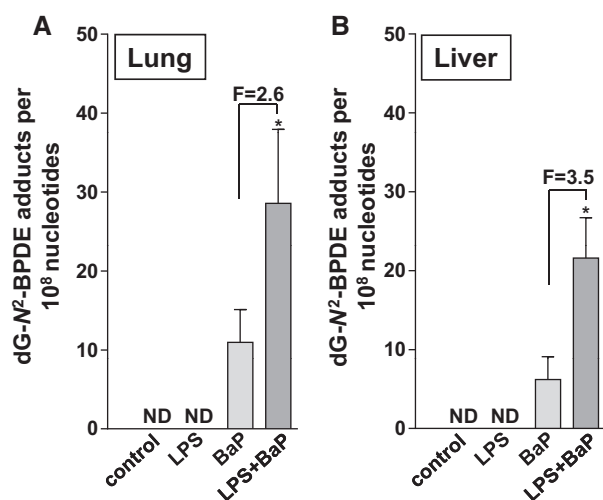 A
Lung
dG-N²-BPDE adducts per
10⁸ nucleotides
50
40
30
20
10
0
F=2.6
*
ND ND
control
LPS
BaP
LPS+BaP
B
Liver
dG-N²-BPDE adducts per
10⁸ nucleotides
50
40
30
20
10
0
F=3.5
*
ND ND
control
LPS
BaP
LPS+BaP